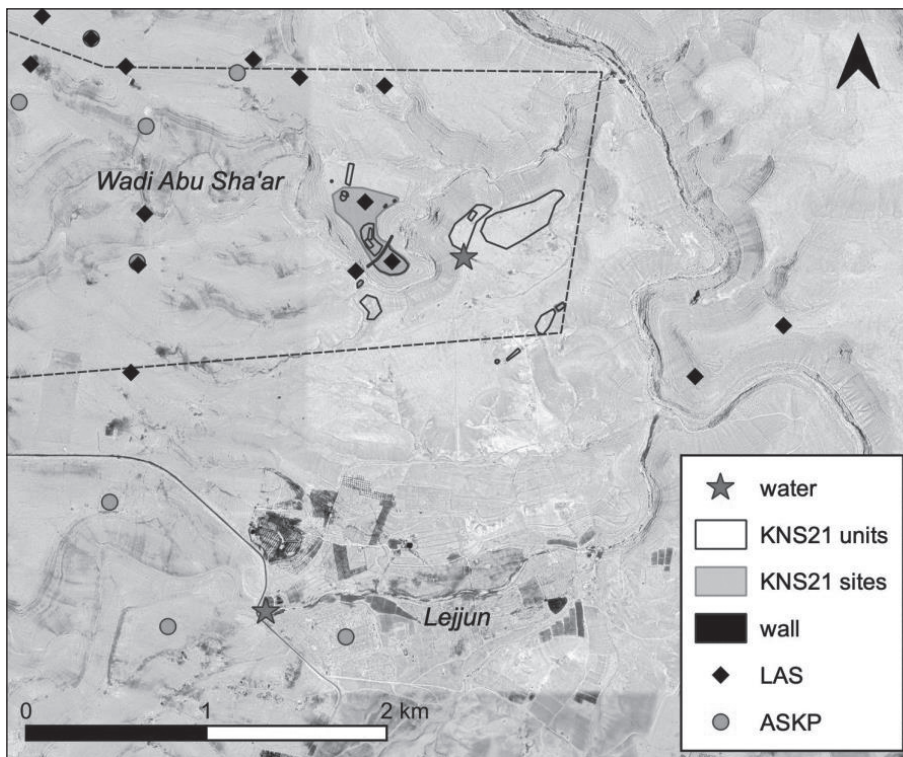 Wadi Abu Sha'ar
Lejjun
0 1 2 km
water
KNS21 units
KNS21 sites
wall
LAS
ASKP